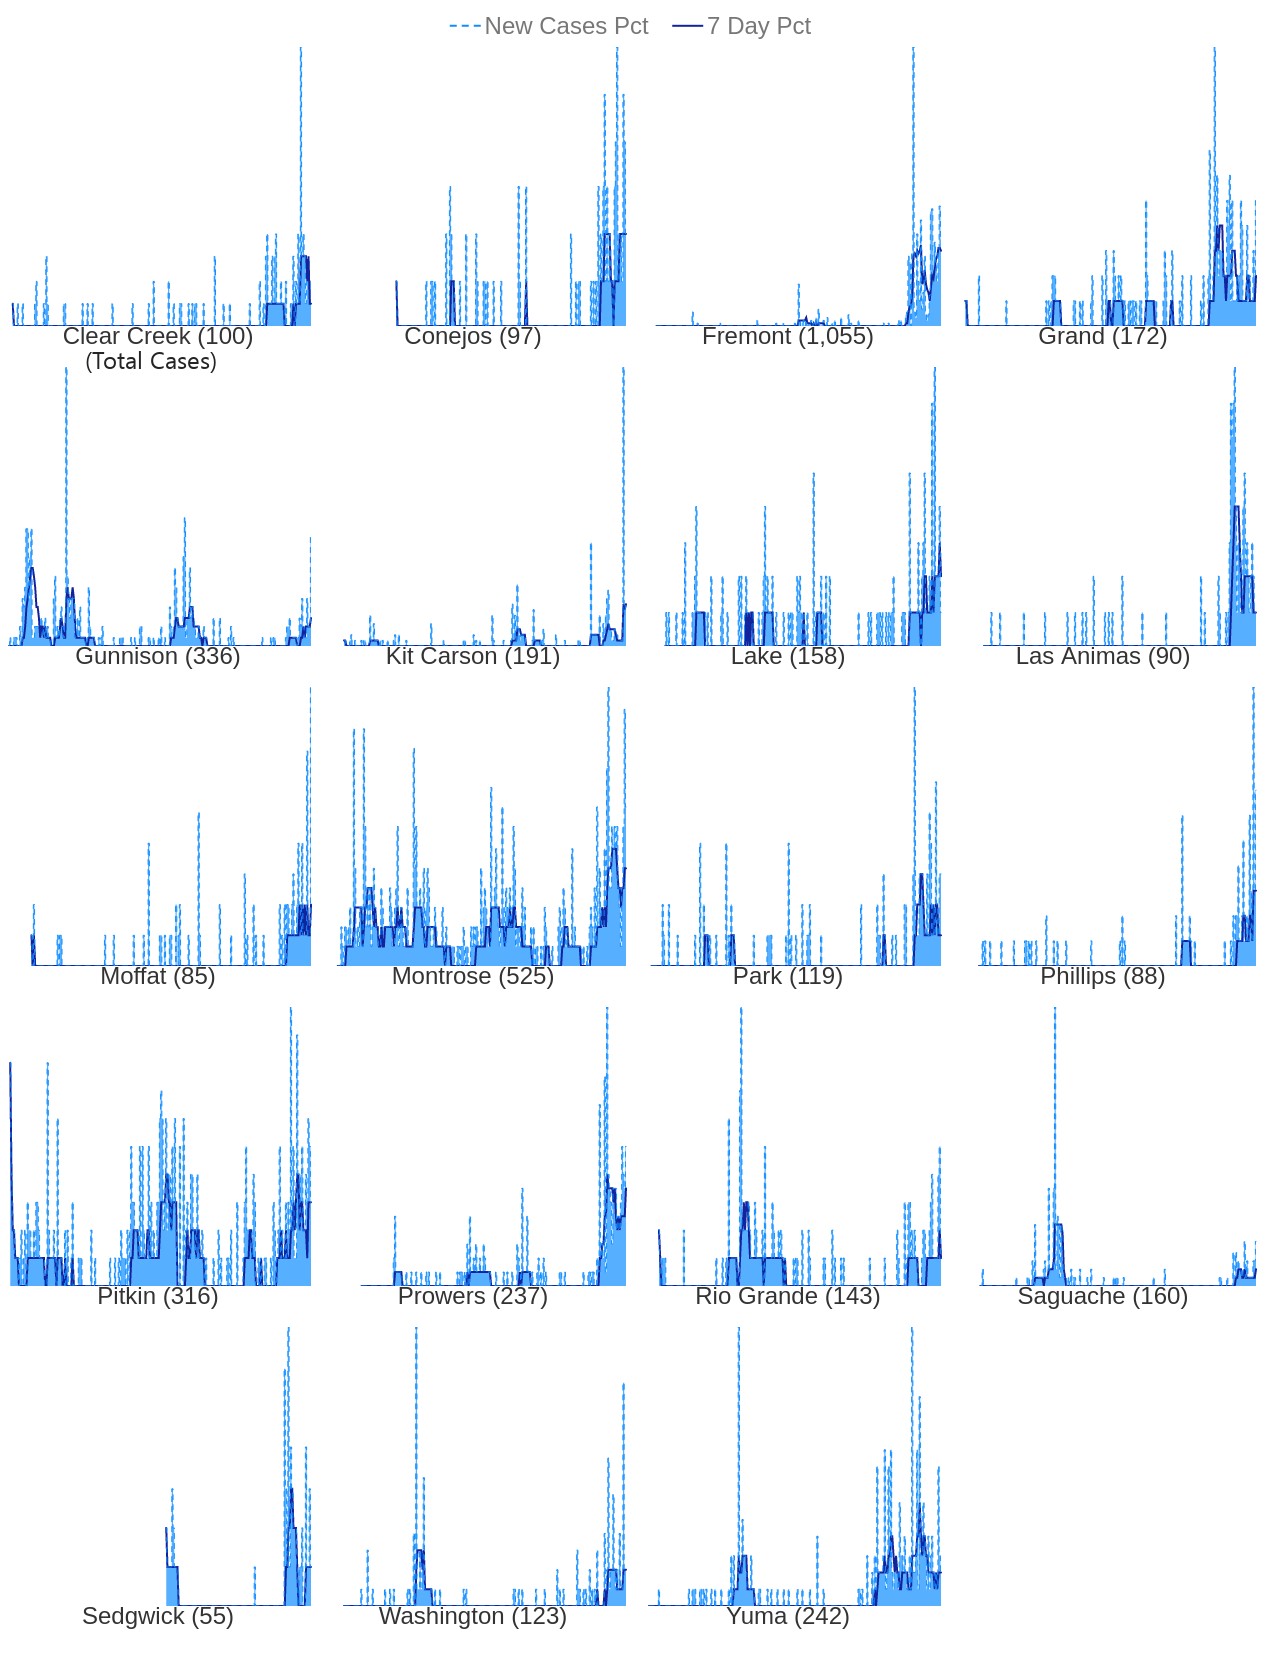 New Cases Pct 7 Day Pct
Clear Creek (100) Conejos (97) Fremont (1,055) Grand (172)
(Total Cases)
Gunnison (336) Kit Carson (191) Lake (158) Las Animas (90)
Moffat (85) Montrose (525) Park (119) Phillips (88)
Pitkin (316) Prowers (237) Rio Grande (143) Saguache (160)
Sedgwick (55) Washington (123) Yuma (242)